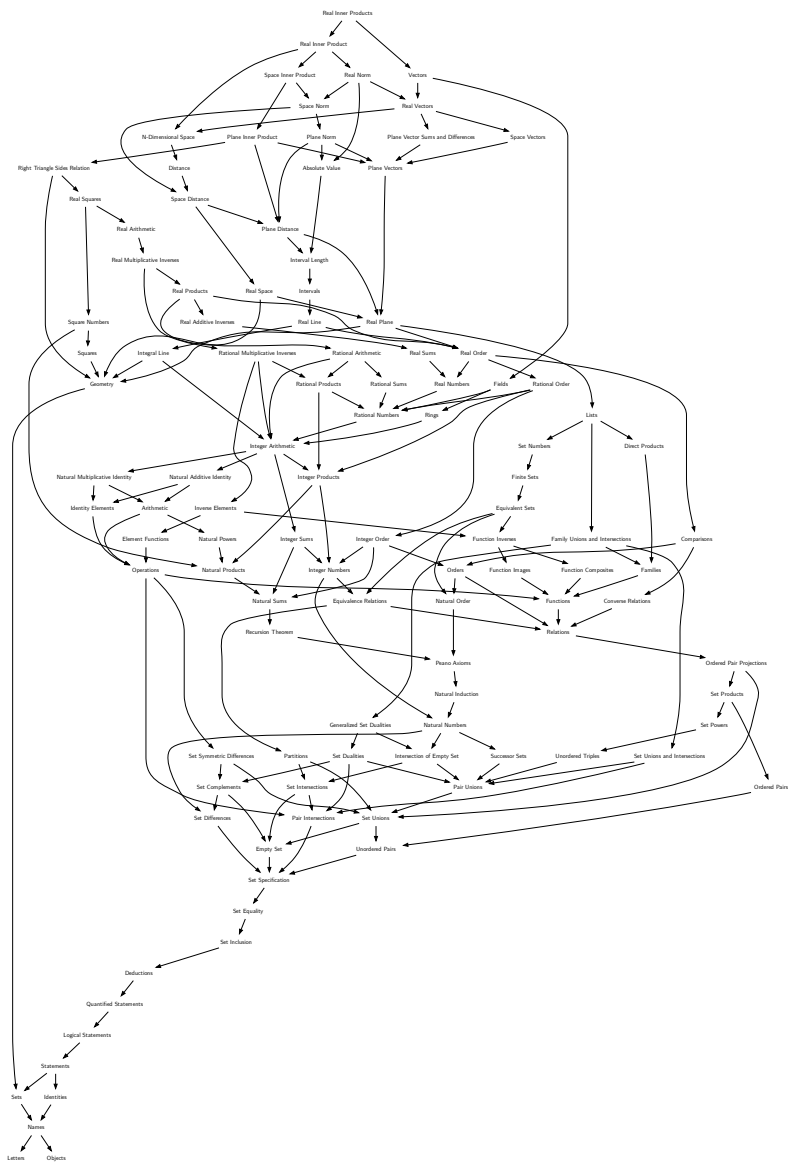 Real Inner Products
Real Inner Product
Space Inner Product Real Norm Vectors
Space Norm Real Vectors
N-Dimensional Space Plane Inner Product Plane Norm Plane Vector Sums and Differences Space Vectors
Right Triangle Sides Relation Distance Absolute Value Plane Vectors
Real Squares Space Distance
Real Arithmetic Plane Distance
Real Multiplicative Inverses Interval Length
Real Products Real Space Intervals
Square Numbers Real Additive Inverses Real Line Real Plane
Squares Integral Line Rational Multiplicative Inverses Rational Arithmetic Real Sums Real Order
Geometry Rational Products Rational Sums Real Numbers Fields Rational Order
Rational Numbers Rings Lists
Integer Arithmetic Set Numbers Direct Products
Natural Multiplicative Identity Natural Additive Identity Integer Products Finite Sets
Identity Elements Arithmetic Inverse Elements Equivalent Sets
Element Functions Natural Powers Integer Sums Integer Order Function Inverses Family Unions and Intersections Comparisons
Operations Natural Products Integer Numbers Orders Function Images Function Composites Families
Natural Sums Equivalence Relations Natural Order Functions Converse Relations
Recursion Theorem Relations
Peano Axioms Ordered Pair Projections
Natural Induction Set Products
Generalized Set Dualities Natural Numbers Set Powers
Set Symmetric Differences Partitions Set Dualities Intersection of Empty Set Successor Sets Unordered Triples Set Unions and Intersections
Set Complements Set Intersections Pair Unions Ordered Pairs
Set Differences Pair Intersections Set Unions
Empty Set Unordered Pairs
Set Specification
Set Equality
Set Inclusion
Deductions
Quantified Statements
Logical Statements
Statements
Sets Identities
Names
Letters Objects